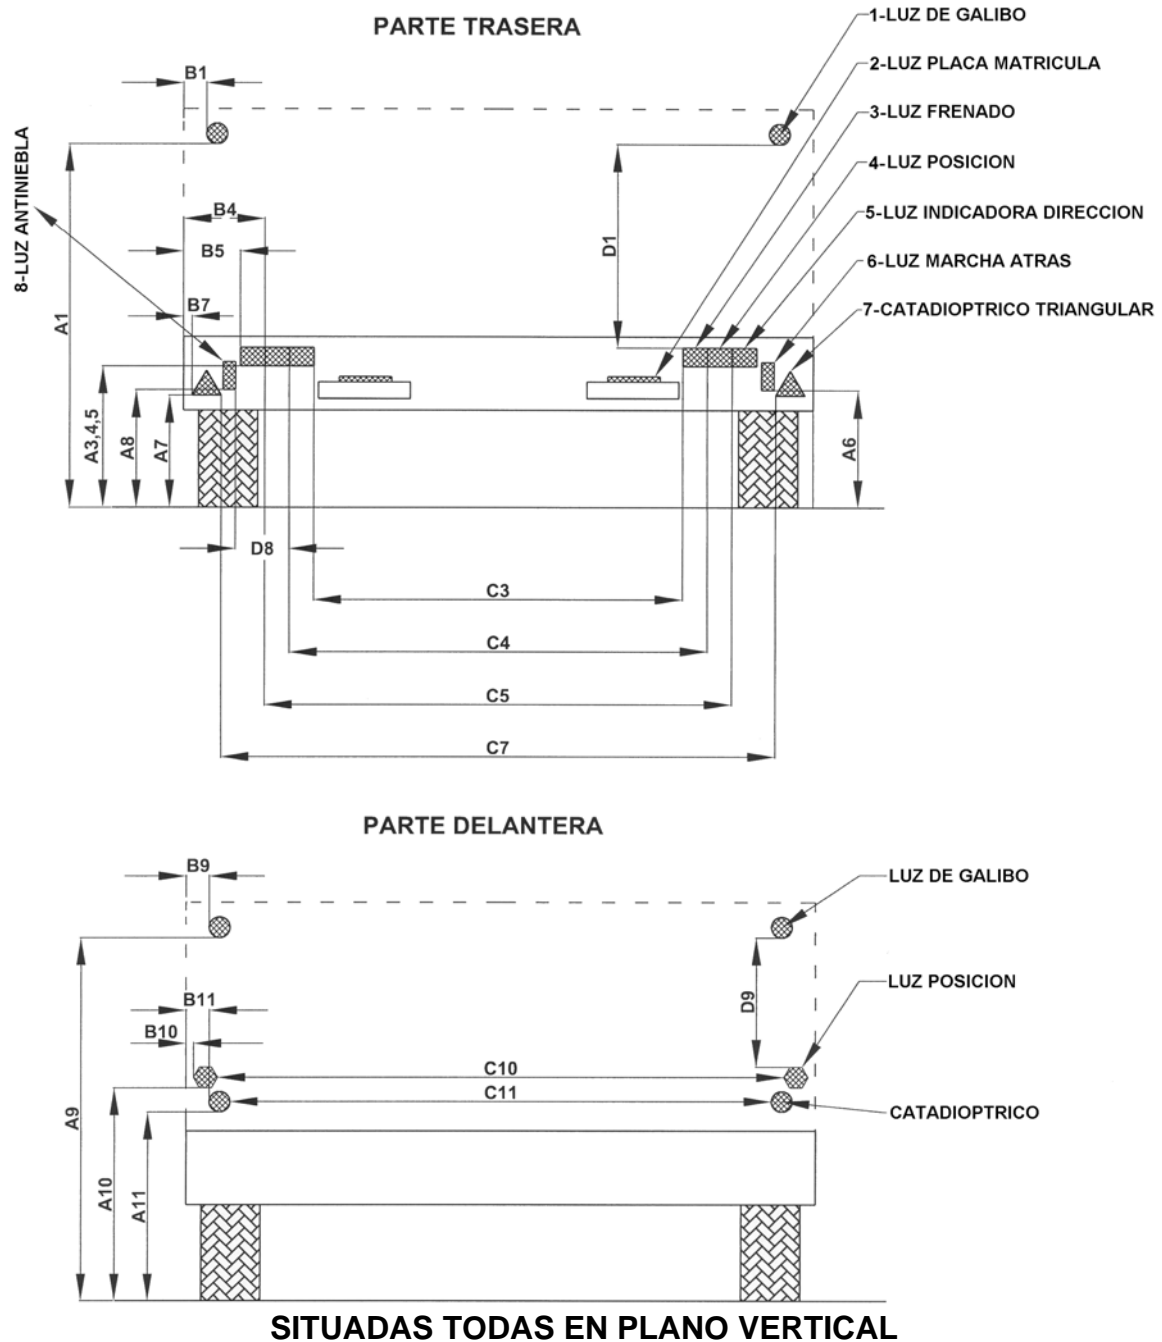 PARTE TRASERA
1-LUZ DE GALIBO
2-LUZ PLACA MATRICULA
3-LUZ FRENADO
4-LUZ POSICION
5-LUZ INDICADORA DIRECCION
6-LUZ MARCHA ATRAS
7-CATADIOPTRICO TRIANGULAR
8-LUZ ANTINIEBLA
B1
B4
B5
B7
A1
D1
A3,4,5
A8
A7
A6
D8
C3
C4
C5
C7
PARTE DELANTERA
B9
LUZ DE GALIBO
LUZ POSICION
CATADIOPTRICO
B11
B10
D9
C10
C11
A9
A10
A11
SITUADAS TODAS EN PLANO VERTICAL